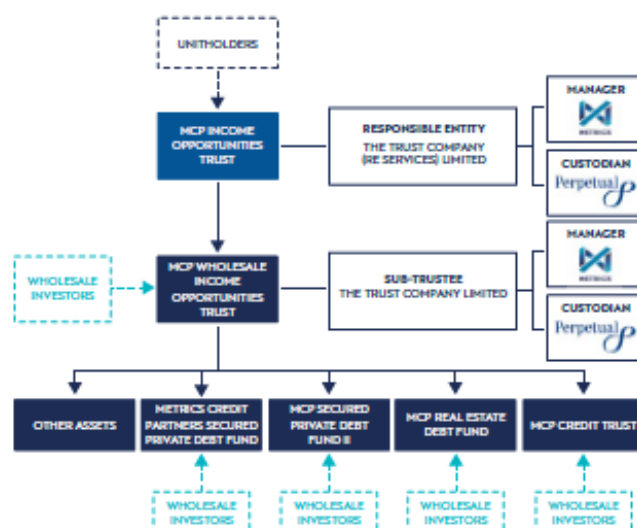 UNITHOLDERS
MCP INCOME
OPPORTUNITIES
TRUST
RESPONSIBLE ENTITY
THE TRUST COMPANY
(RE SERVICES) LIMITED
MANAGER
METRICS
CUSTODIAN
Perpetual
WHOLESALE
INVESTORS
MCP WHOLESALE
INCOME
OPPORTUNITIES
TRUST
SUB-TRUSTEE
THE TRUST COMPANY LIMITED
MANAGER
METRICS
CUSTODIAN
Perpetual
OTHER ASSETS
METRICS CREDIT
PARTNERS SECURED
PRIVATE DEBT FUND
MCP SECURED
PRIVATE DEBT
FUND II
MCP REAL ESTATE
DEBT FUND
MCP CREDIT TRUST
WHOLESALE
INVESTORS
WHOLESALE
INVESTORS
WHOLESALE
INVESTORS
WHOLESALE
INVESTORS